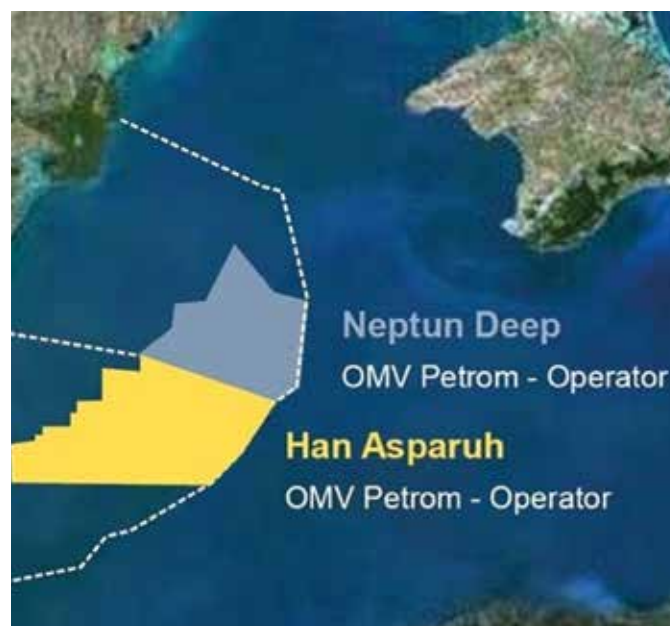 Neptun Deep
OMV Petrom - Operator
Han Asparuh
OMV Petrom - Operator